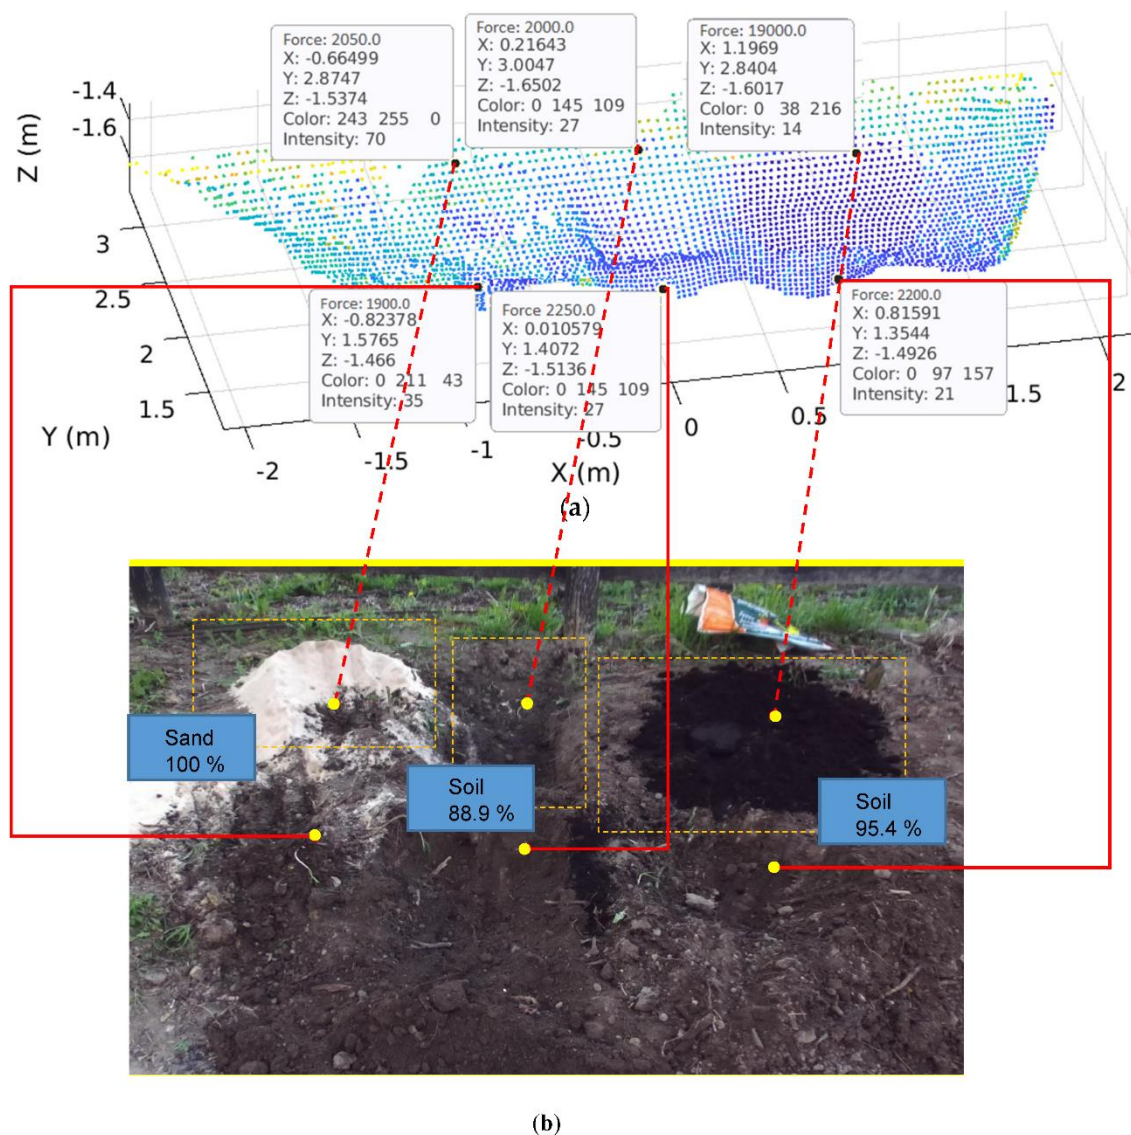 Force: 2050.0
X: -0.66499
Y: 2.8747
Z: -1.5374
Color: 243 255 0
Intensity: 70
Force: 2000.0
X: 0.21643
Y: 3.0047
Z: -1.6502
Color: 0 145 109
Intensity: 27
Force: 19000.0
X: 1.1969
Y: 2.8404
Z: -1.6017
Color: 0 38 216
Intensity: 14
-1.4
-1.6
Z (m)
3
2.5
2
1.5
Y (m)
Force: 1900.0
X: -0.82378
Y: 1.5765
Z: -1.466
Color: 0 211 43
Intensity: 35
Force 2250.0
X: 0.010579
Y: 1.4072
Z: -1.5136
Color: 0 145 109
Intensity: 27
Force: 2200.0
X: 0.81591
Y: 1.3544
Z: -1.4926
Color: 0 97 157
Intensity: 21
-2
-1.5
-1
-0.5
0
0.5
1.5
2
X (m)
(a)
Sand
100 %
Soil
88.9 %
Soil
95.4 %
(b)